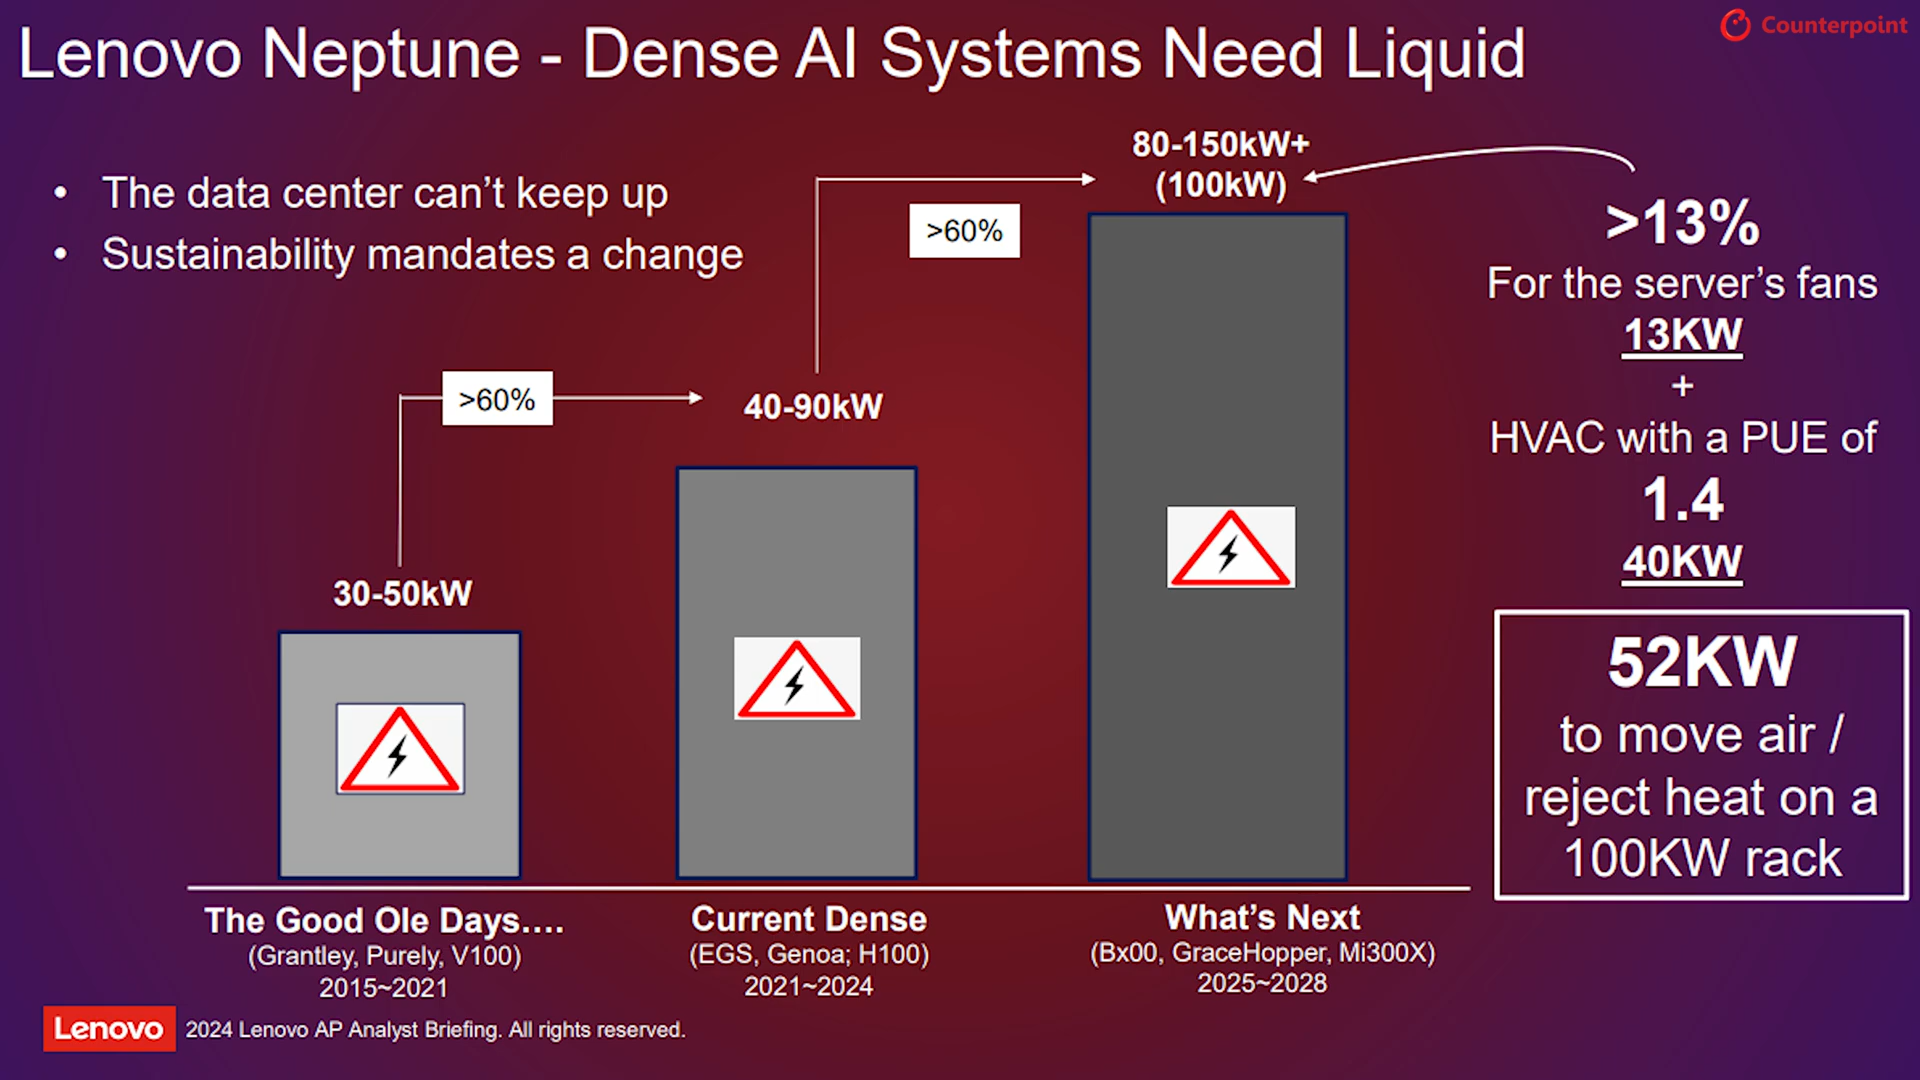 Counterpoint
Lenovo Neptune - Dense AI Systems Need Liquid
• The data center can’t keep up
• Sustainability mandates a change
30-50kW
>60%
40-90kW
>60%
80-150kW+
(100kW)
>13%
For the server’s fans
13KW
+
HVAC with a PUE of
1.4
40KW
52KW
to move air /
reject heat on a
100KW rack
The Good Ole Days....
(Grantley, Purely, V100)
2015~2021
Current Dense
(EGS, Genoa; H100)
2021~2024
What’s Next
(Bx00, GraceHopper, Mi300X)
2025~2028
Lenovo
2024 Lenovo AP Analyst Briefing. All rights reserved.